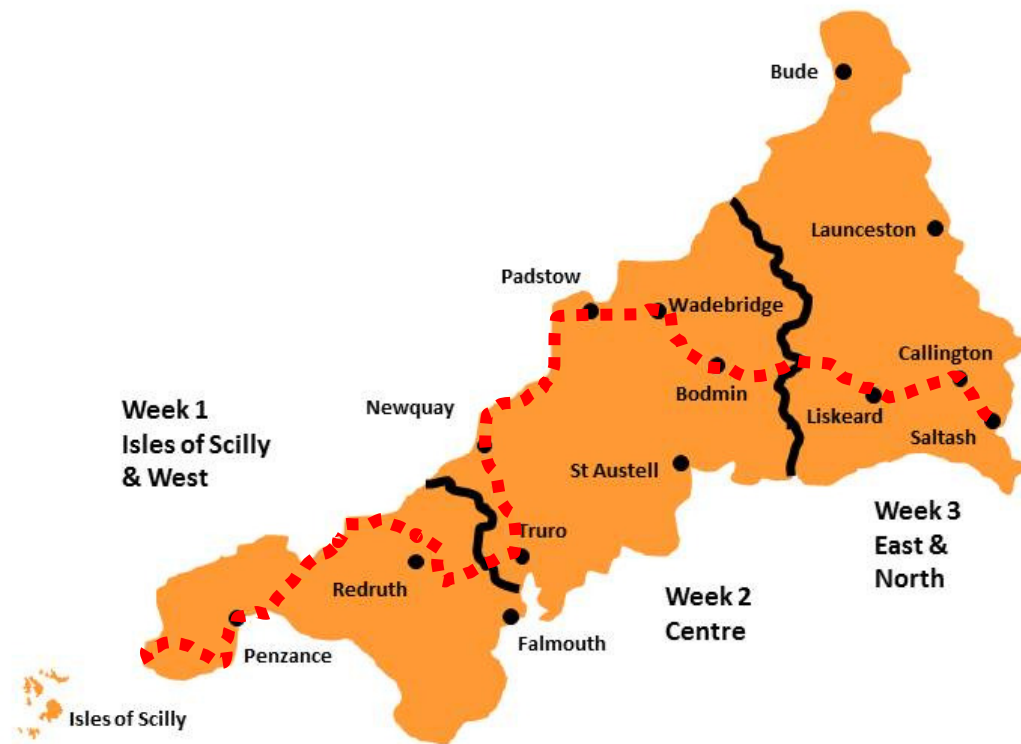 Bude
Launceston
Padstow
Wadebridge
Callington
Newquay
Bodmin
Liskeard
Saltash
Week 1
Isles of Scilly
& West
St Austell
Week 3
East &
North
Truro
Redruth
Week 2
Centre
Falmouth
Penzance
Isles of Scilly